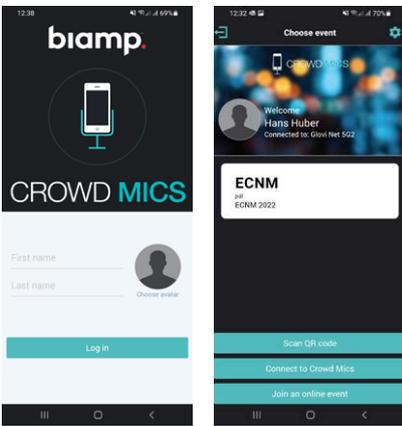 12:38
69%
biamp.
CROWD MICS
First name
Last name
Choose avatar
Log in
12:32
70%
Choose event
CROWD MICS
Welcome
Hans Huber
Connected to: Glovi Net 5G2
ECNM
pdf
ECNM 2022
Scan QR code
Connect to Crowd Mics
Join an online event